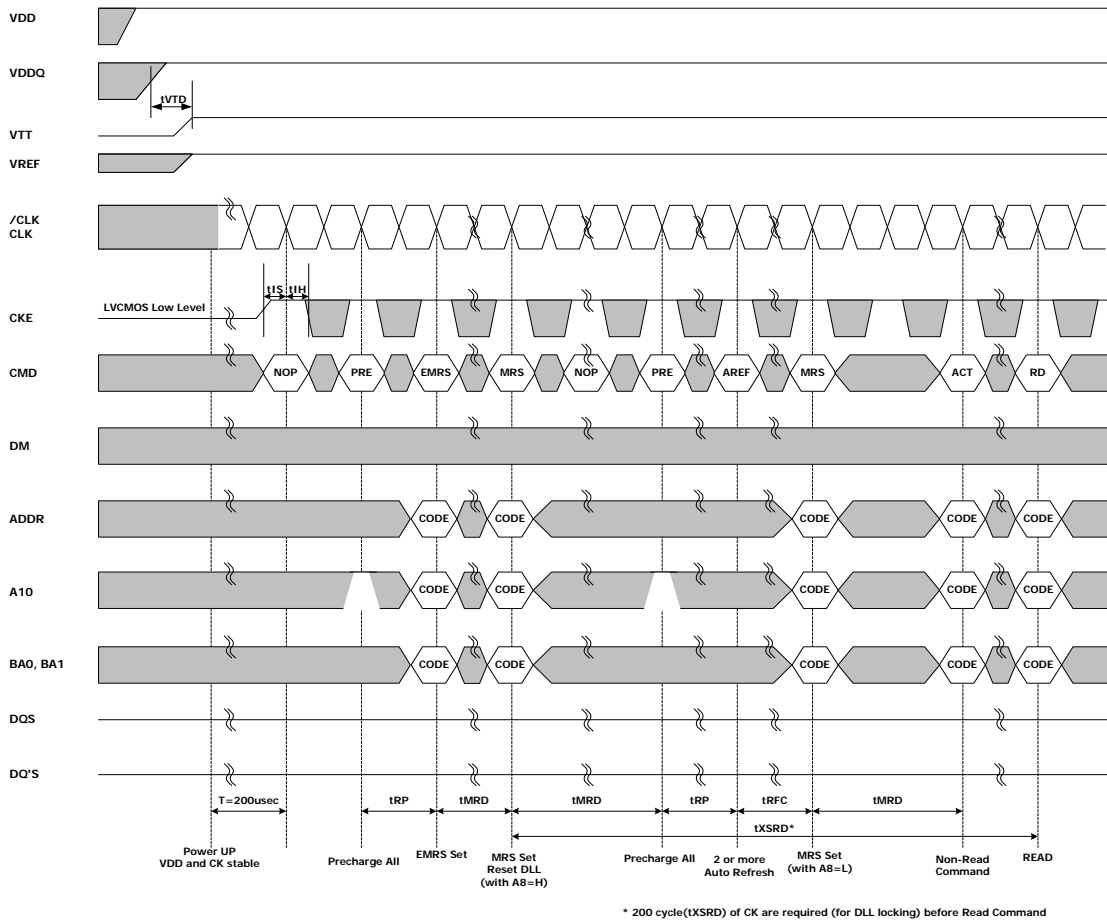 VDD
VDDQ
tVTD
VTT
VREF
/CLK
CLK
tIS tIH
LVCMOS Low Level
CKE
CMD NOP PRE EMRS MRS NOP PRE AREF MRS ACT RD
DM
ADDR CODE CODE CODE CODE CODE
A10 CODE CODE CODE CODE CODE
BA0, BA1 CODE CODE CODE CODE CODE
DQS
DQ'S
T=200usec tRP tMRD tMRD tRP tRFC tMRD
tXSRD*
Power UP
VDD and CK stable
Precharge All
EMRS Set
MRS Set
Reset DLL
(with A8=H)
Precharge All
2 or more
Auto Refresh
MRS Set
(with A8=L)
Non-Read
Command
READ
* 200 cycle(tXSRD) of CK are required (for DLL locking) before Read Command